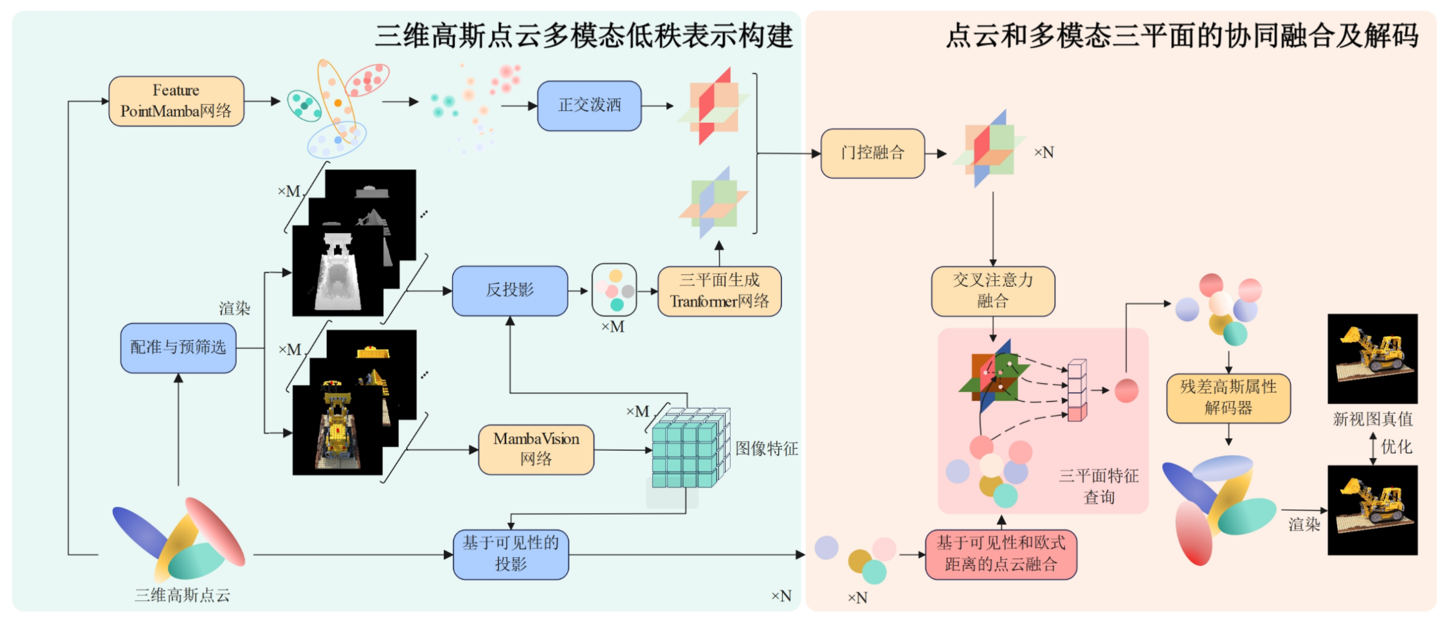 三维高斯点云多模态低秩表示构建
点云和多模态三平面的协同融合及解码
Feature
PointMamba网络
正交泼洒
门控融合
×N
×M
渲染
配准与预筛选
反投影
×M
三平面生成
Tranformer网络
交叉注意力
融合
×M
×M
MambaVision
网络
图像特征
三平面特征
查询
残差高斯属性
解码器
新视图真值
优化
渲染
三维高斯点云
基于可见性的
投影
×N
基于可见性和欧式
距离的点云融合
×N